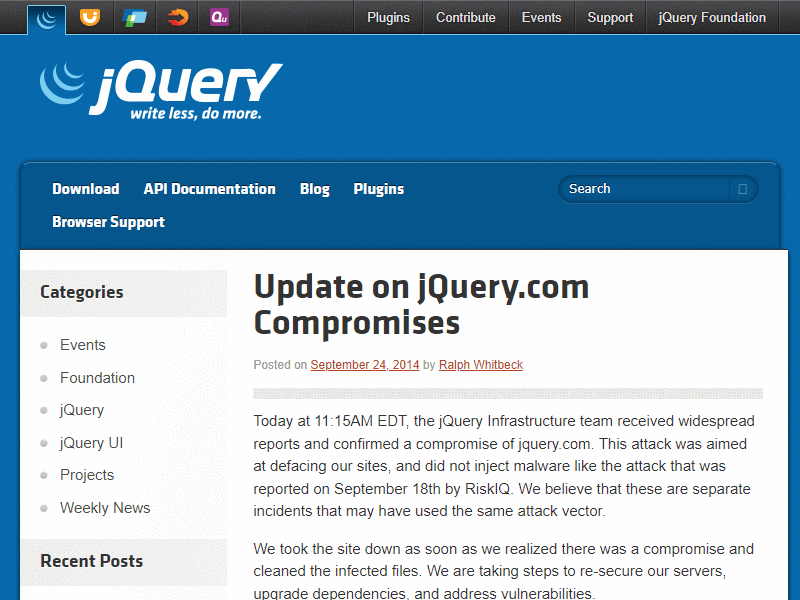 Qu
Plugins
Contribute
Events
Support
jQuery Foundation
jQuery
write less, do more.
Download
API Documentation
Blog
Plugins
Search
Browser Support
Categories
Events
Foundation
jQuery
jQuery UI
Projects
Weekly News
Recent Posts
Update on jQuery.com
Compromises
Posted on September 24, 2014 by Ralph Whitbeck
Today at 11:15AM EDT, the jQuery Infrastructure team received widespread
reports and confirmed a compromise of jquery.com. This attack was aimed
at defacing our sites, and did not inject malware like the attack that was
reported on September 18th by RiskIQ. We believe that these are separate
incidents that may have used the same attack vector.
We took the site down as soon as we realized there was a compromise and
cleaned the infected files. We are taking steps to re-secure our servers,
upgrade dependencies, and address vulnerabilities.